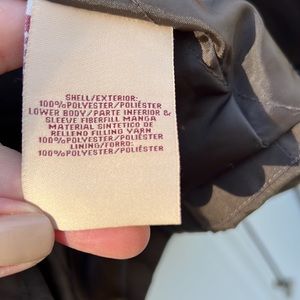 SHELL/EXTERIOR:
100%POLYESTER/POLIÉSTER
LOWER BODY/PARTE INFERIOR &
SLEEVE FIBERFILL MANGA
MATERIAL SINTETICO DE
RELLENO FILLING YARN
100%POLYESTER/POLIÉSTER
LINING/FORRO:
100%POLYESTER/POLIÉSTER